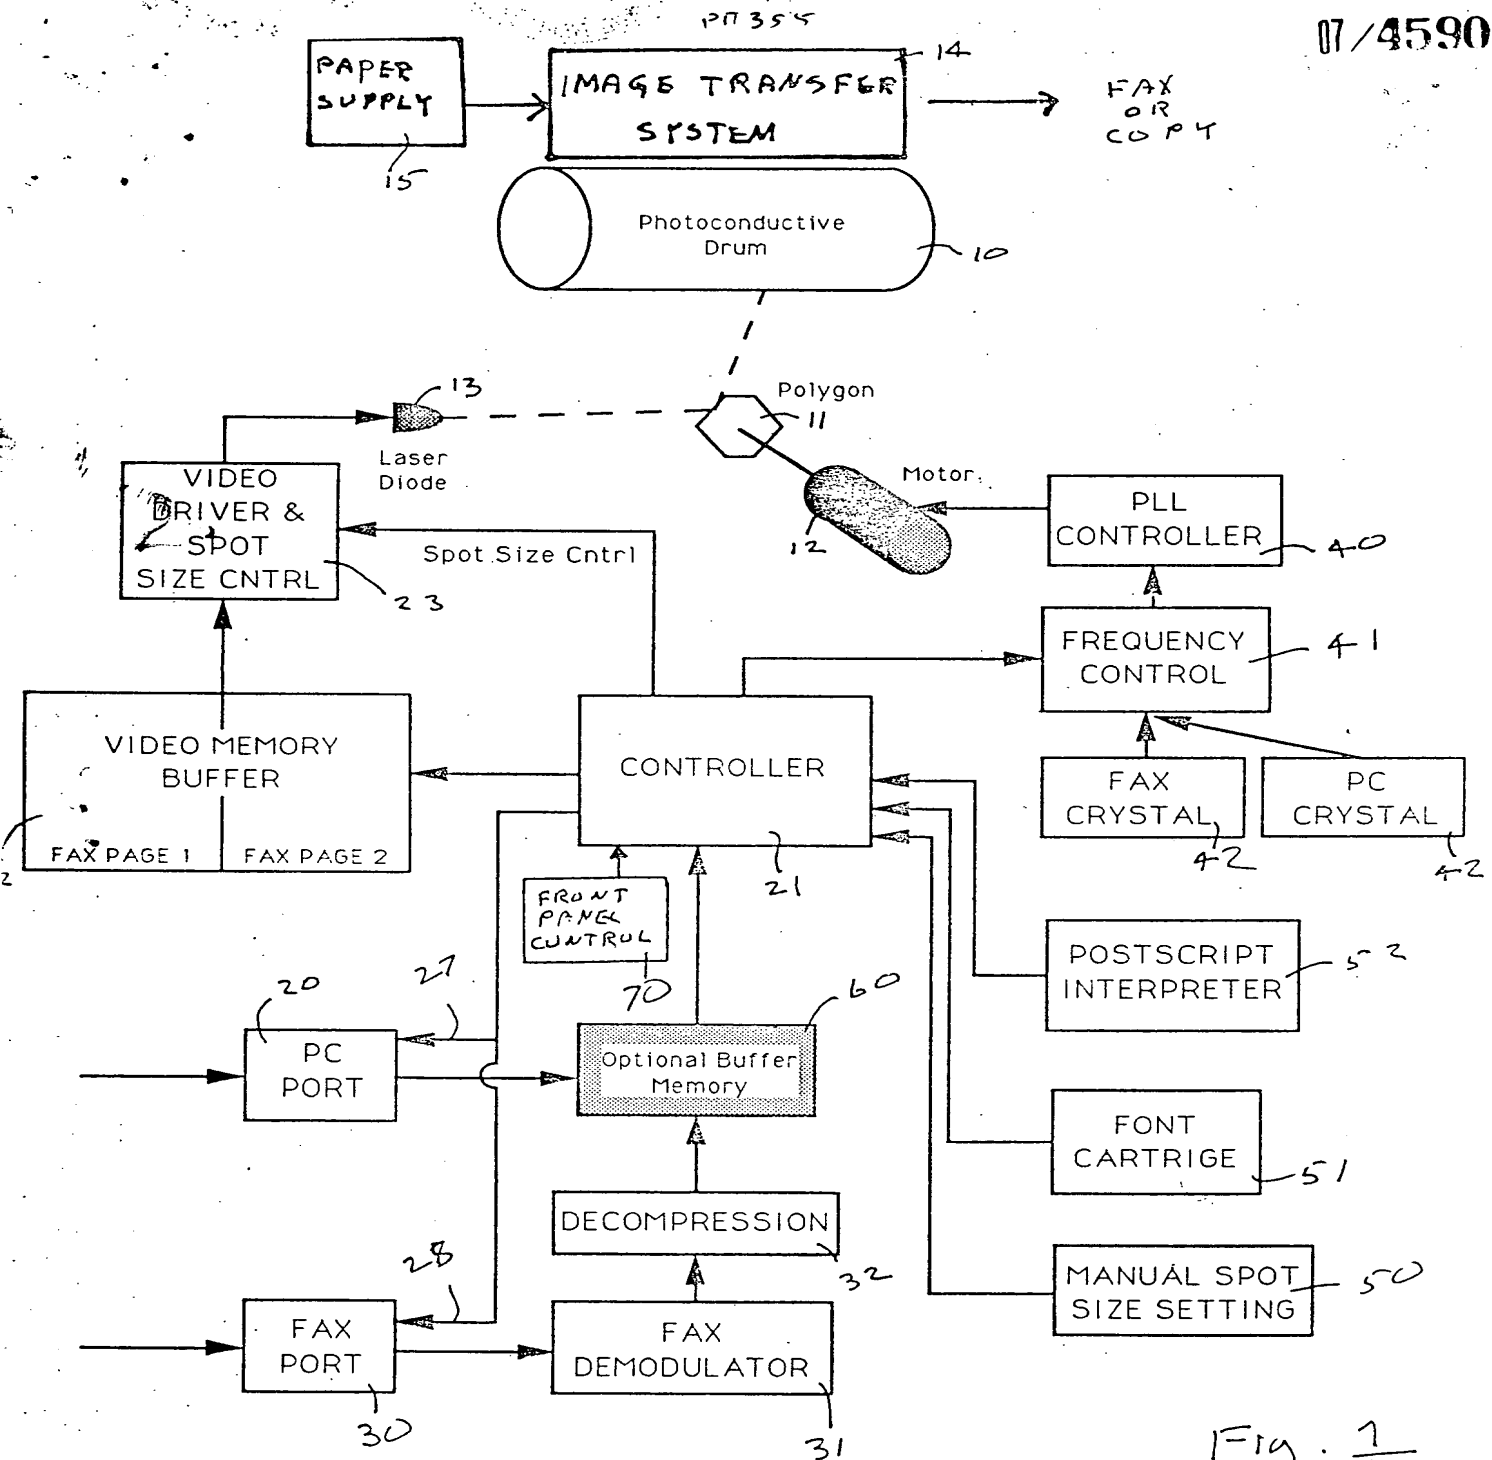 07/4590
PAPER
SUPPLY
15
IMAGE TRANSFER
SYSTEM
14
FAX
OR
COPY
Photoconductive
Drum
10
13
Laser
Diode
Polygon
11
Motor
12
VIDEO
DRIVER &
SPOT
SIZE CNTRL
23
Spot Size Cntrl
PLL
CONTROLLER
40
FREQUENCY
CONTROL
41
FAX
CRYSTAL
42
PC
CRYSTAL
42
VIDEO MEMORY
BUFFER
FAX PAGE 1
FAX PAGE 2
2
CONTROLLER
21
FRONT
PANEL
CUNTRUL
70
POSTSCRIPT
INTERPRETER
52
20
27
PC
PORT
Optional Buffer
Memory
60
FONT
CARTRIGE
51
DECOMPRESSION
32
28
FAX
PORT
30
FAX
DEMODULATOR
31
MANUAL SPOT
SIZE SETTING
50
Fig. 1